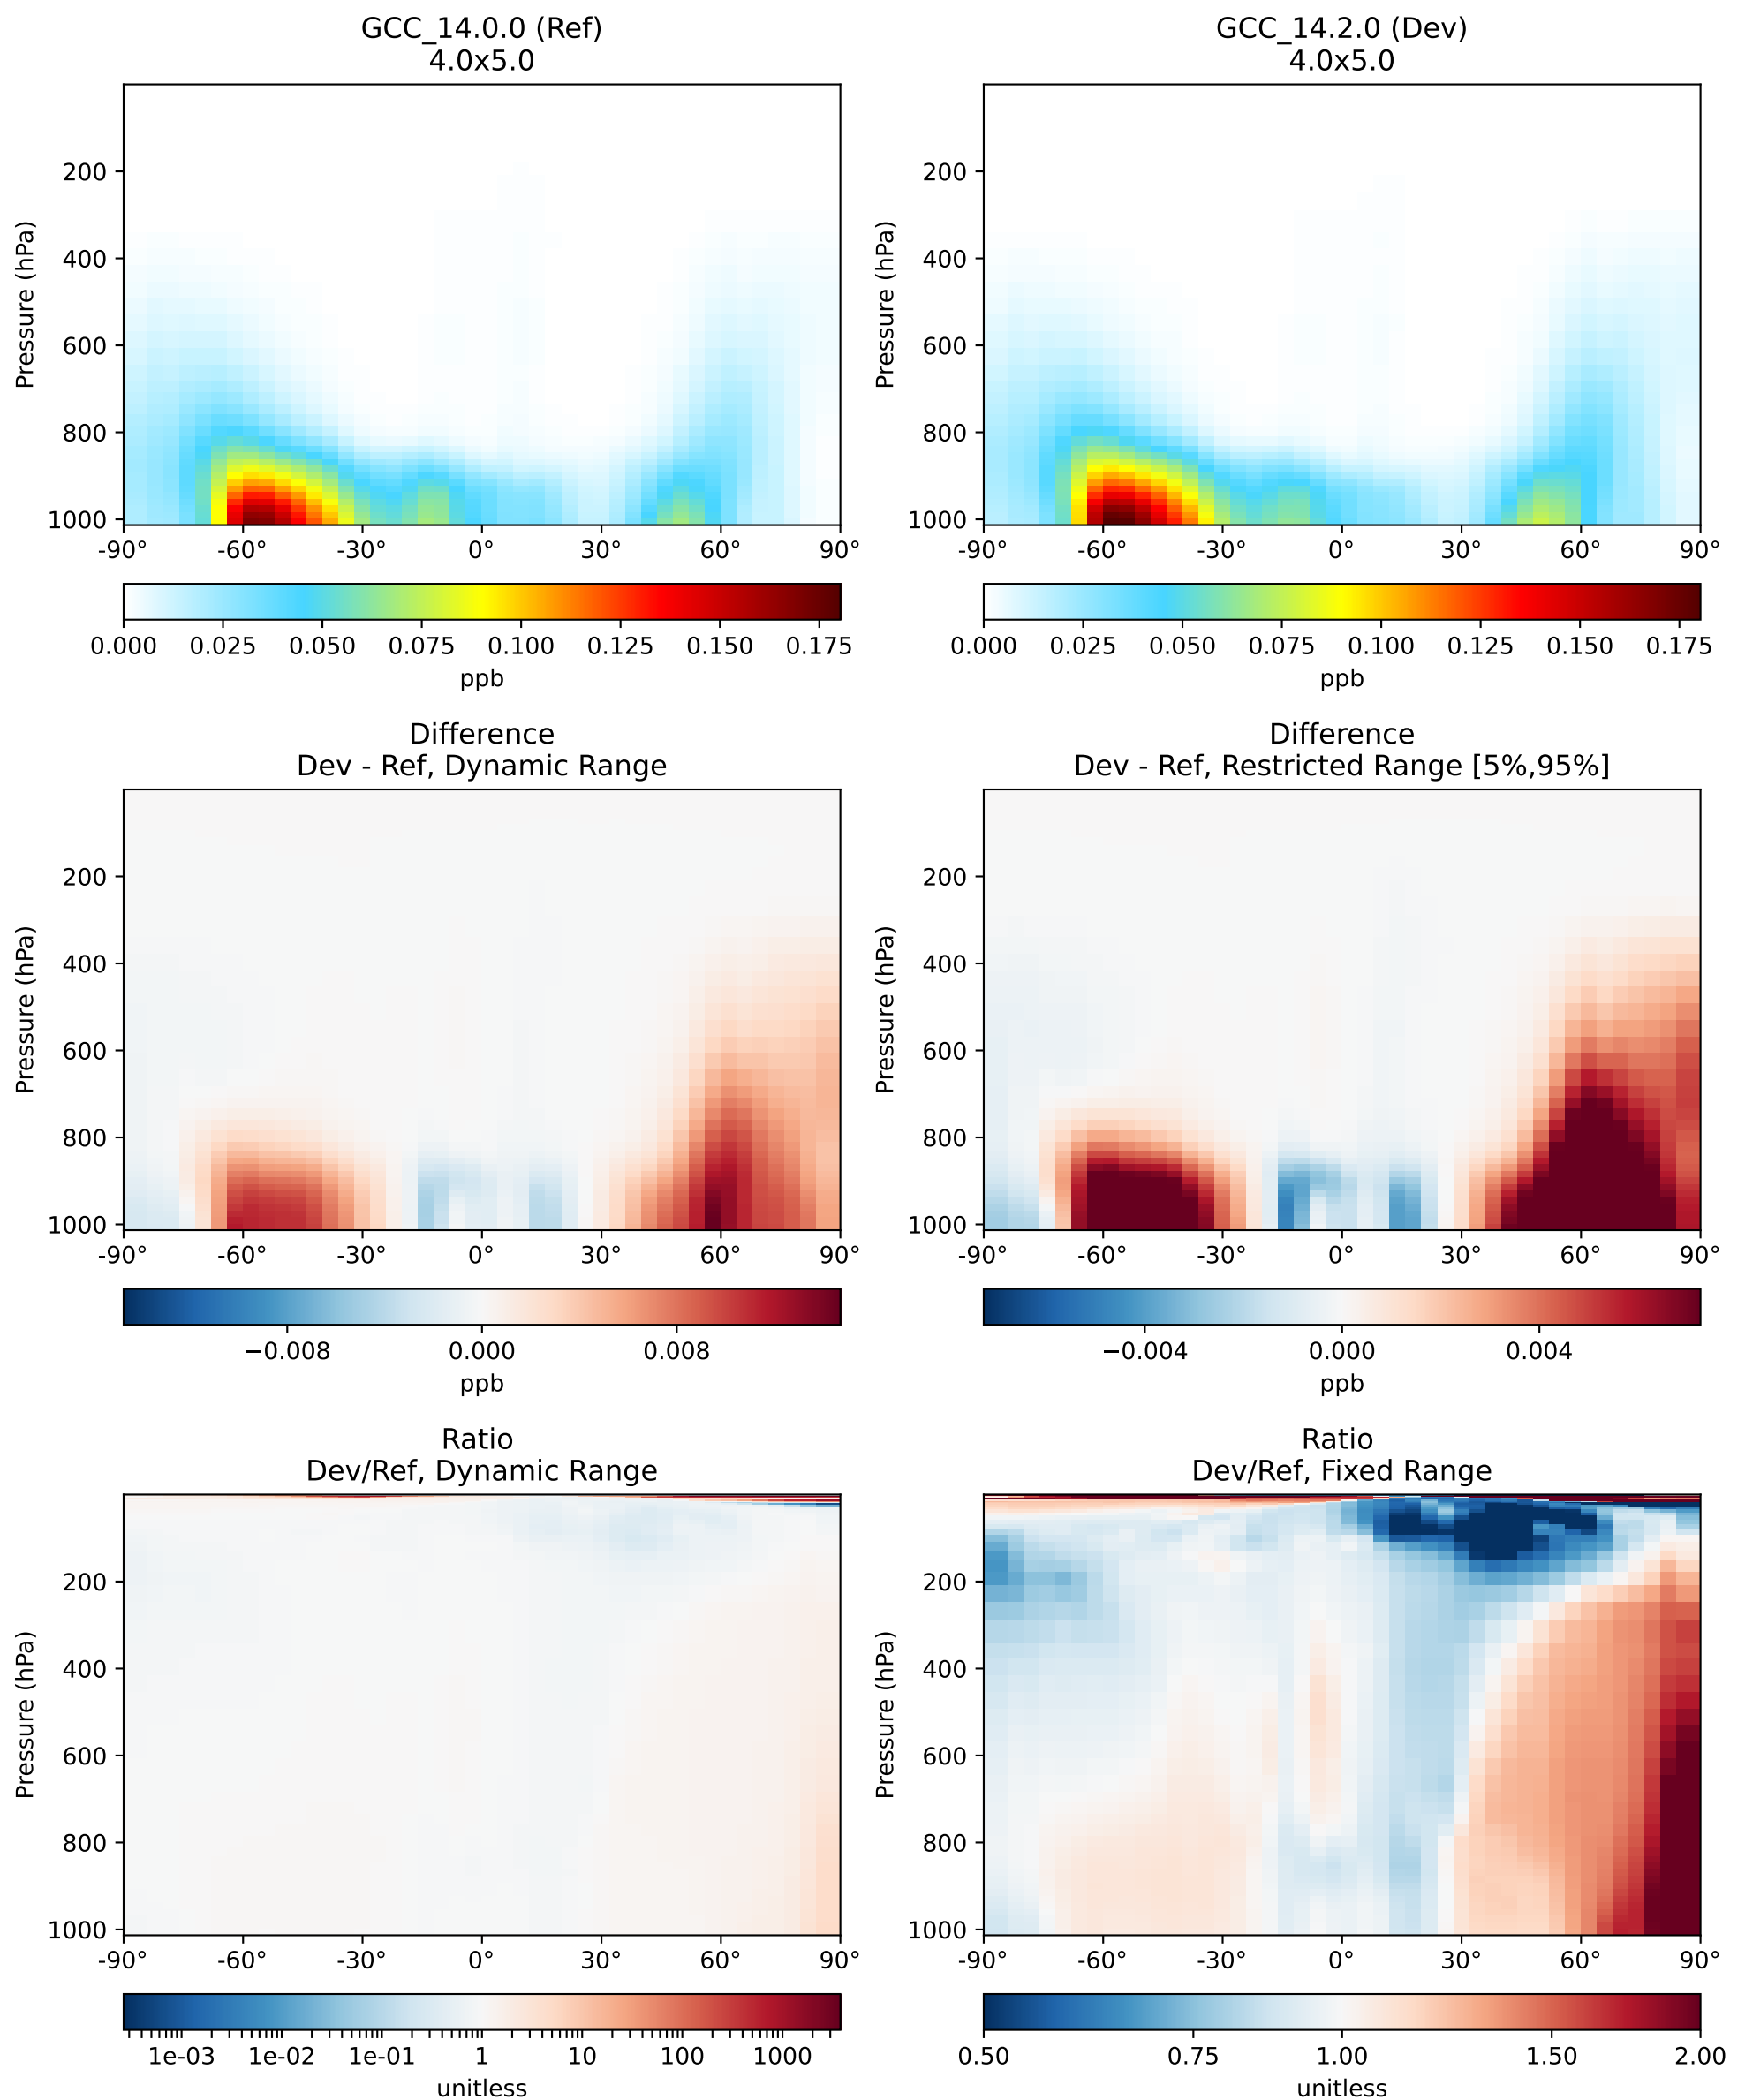 GCC_14.0.0 (Ref)
4.0x5.0
Pressure (hPa)
200
400
600
800
1000
-90° -60° -30° 0° 30° 60° 90°
0.000 0.025 0.050 0.075 0.100 0.125 0.150 0.175
ppb
GCC_14.2.0 (Dev)
4.0x5.0
Pressure (hPa)
200
400
600
800
1000
-90° -60° -30° 0° 30° 60° 90°
0.000 0.025 0.050 0.075 0.100 0.125 0.150 0.175
ppb
Difference
Dev - Ref, Dynamic Range
Pressure (hPa)
200
400
600
800
1000
-90° -60° -30° 0° 30° 60° 90°
−0.008 0.000 0.008
ppb
Difference
Dev - Ref, Restricted Range [5%,95%]
Pressure (hPa)
200
400
600
800
1000
-90° -60° -30° 0° 30° 60° 90°
−0.004 0.000 0.004
ppb
Ratio
Dev/Ref, Dynamic Range
Pressure (hPa)
200
400
600
800
1000
-90° -60° -30° 0° 30° 60° 90°
1e-03 1e-02 1e-01 1 10 100 1000
unitless
Ratio
Dev/Ref, Fixed Range
Pressure (hPa)
200
400
600
800
1000
-90° -60° -30° 0° 30° 60° 90°
0.50 0.75 1.00 1.50 2.00
unitless